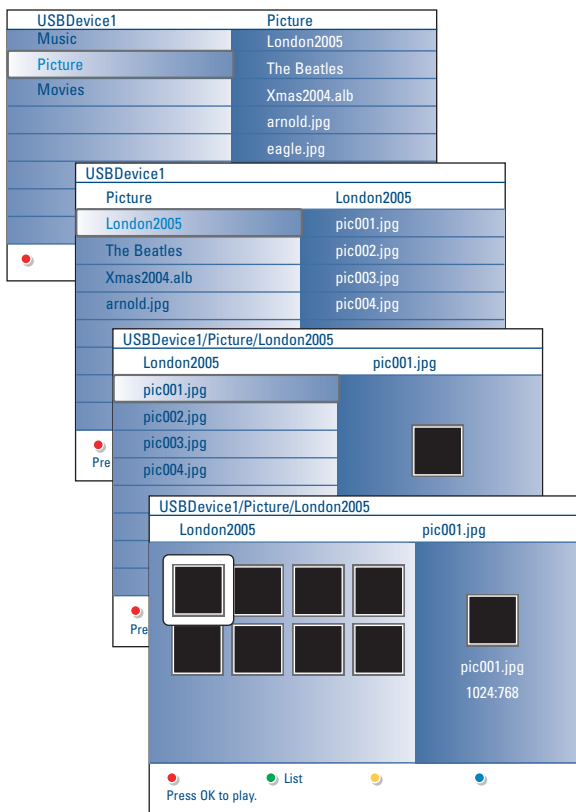 USBDevice1 Picture
Music London2005
Picture The Beatles
Movies Xmas2004.alb
arnold.jpg
eagle.jpg
USBDevice1
Picture London2005
London2005 pic001.jpg
The Beatles pic002.jpg
Xmas2004.alb pic003.jpg
arnold.jpg pic004.jpg
Pre
USBDevice1/Picture/London2005
London2005 pic001.jpg
pic001.jpg
pic002.jpg
pic003.jpg
pic004.jpg
Pre
USBDevice1/Picture/London2005
London2005 pic001.jpg
pic001.jpg
1024:768
List
Press OK to play.